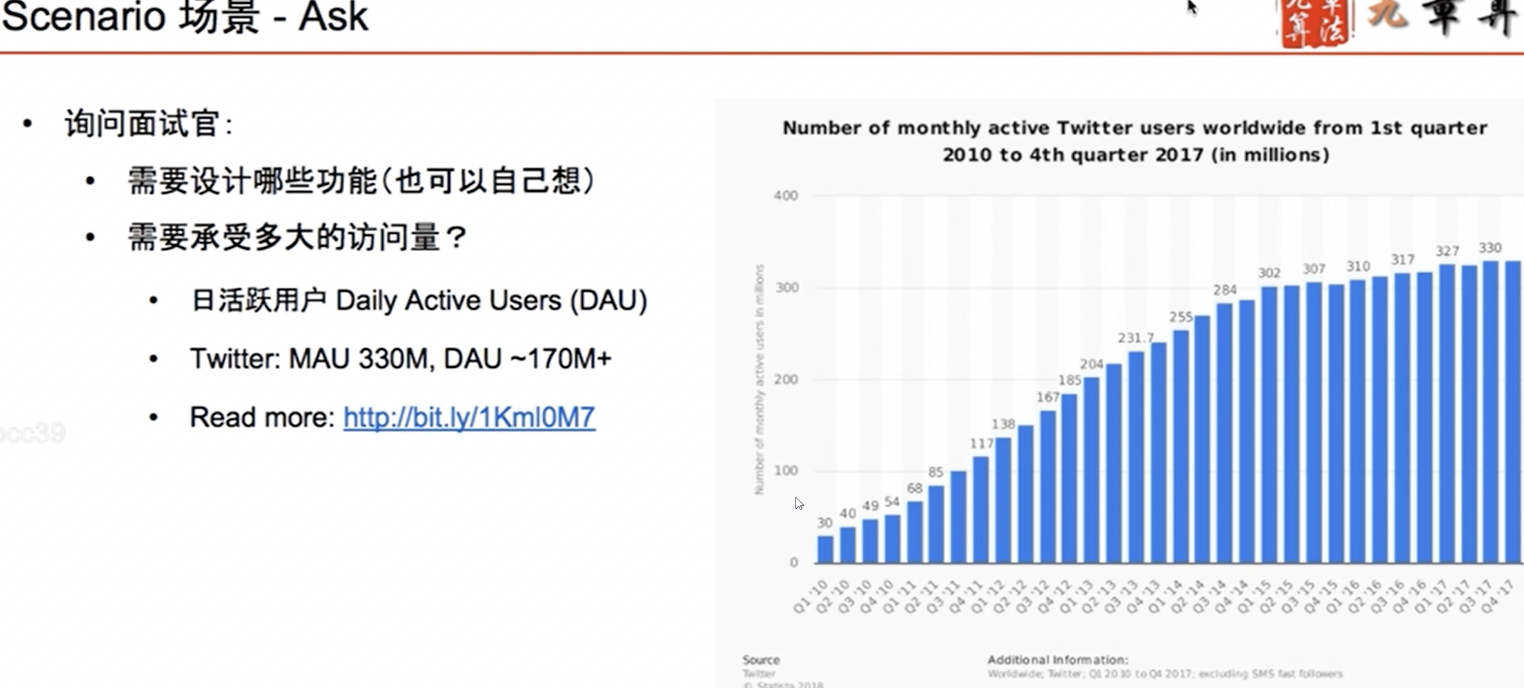 Scenario 场景 - Ask
九章
算法
九章算
• 询问面试官：
• 需要设计哪些功能（也可以自己想）
• 需要承受多大的访问量？
• 日活跃用户 Daily Active Users (DAU)
• Twitter: MAU 330M, DAU ~170M+
• Read more: http://bit.ly/1Kml0M7
occ39
Number of monthly active Twitter users worldwide from 1st quarter
2010 to 4th quarter 2017 (in millions)
Number of monthly active users in millions
400
300
200
100
0
30 40 49 54 68 85 117 138 167 185 204 231.7 255 284 302 307 310 317 327 330
Q1 '10 Q2 '10 Q3 '10 Q4 '10 Q1 '11 Q2 '11 Q3 '11 Q4 '11 Q1 '12 Q2 '12 Q3 '12 Q4 '12 Q1 '13 Q2 '13 Q3 '13 Q4 '13 Q1 '14 Q2 '14 Q3 '14 Q4 '14 Q1 '15 Q2 '15 Q3 '15 Q4 '15 Q1 '16 Q2 '16 Q3 '16 Q4 '16 Q1 '17 Q2 '17 Q3 '17 Q4 '17
Source
Twitter
© Statista 2018
Additional Information:
Worldwide; Twitter; Q1 2010 to Q4 2017; excluding SMS fast followers